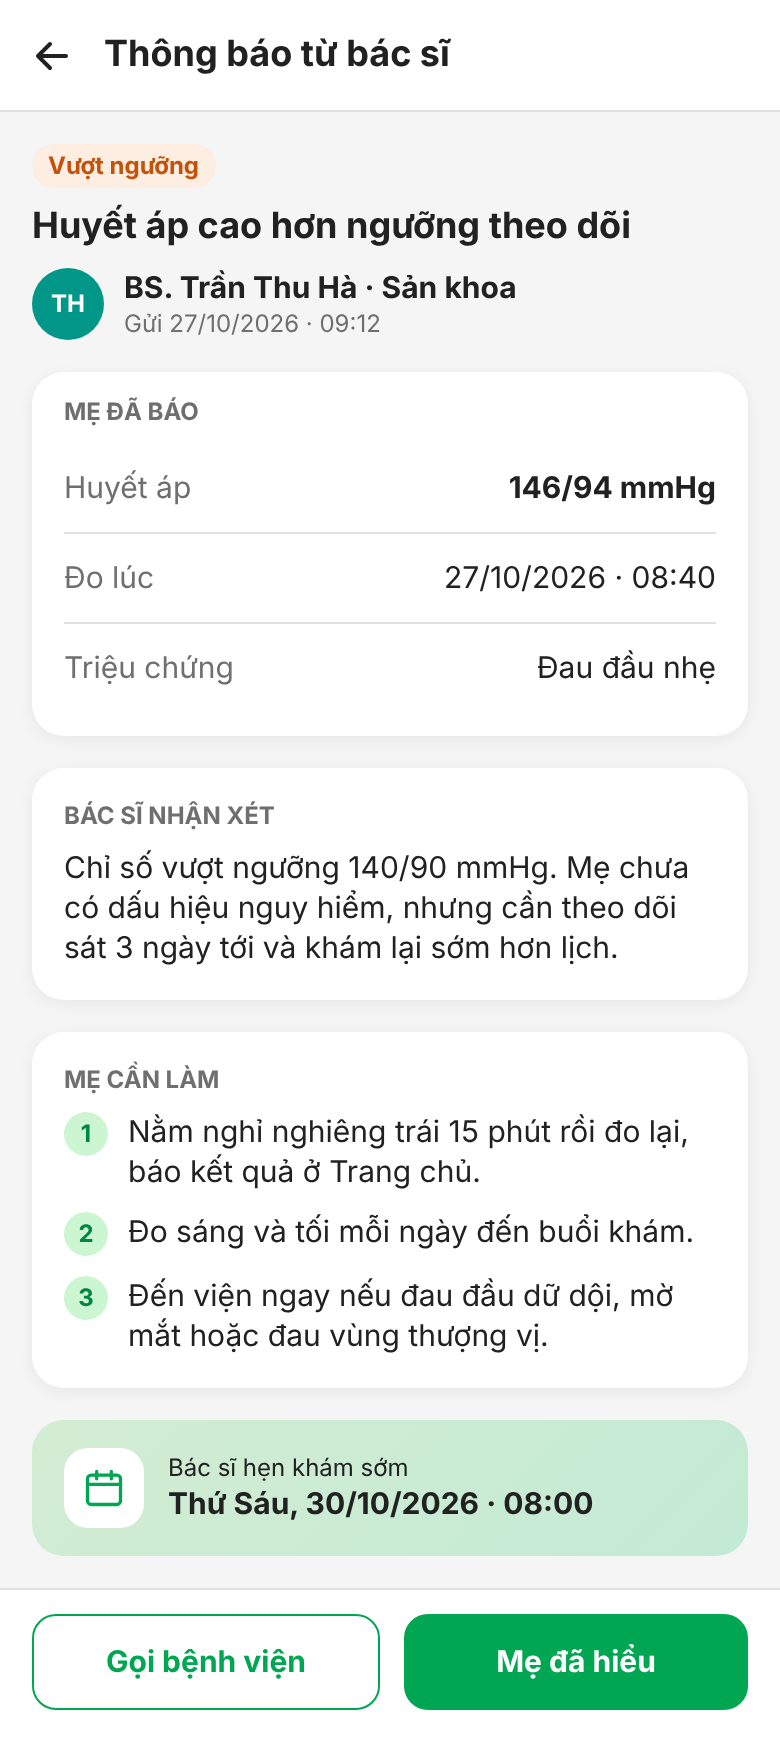 Thông báo từ bác sĩ
Vượt ngưỡng
Huyết áp cao hơn ngưỡng theo dõi
TH
BS. Trần Thu Hà · Sản khoa
Gửi 27/10/2026 · 09:12
MẸ ĐÃ BÁO
Huyết áp 146/94 mmHg
Đo lúc 27/10/2026 · 08:40
Triệu chứng Đau đầu nhẹ
BÁC SĨ NHẬN XÉT
Chỉ số vượt ngưỡng 140/90 mmHg. Mẹ chưa
có dấu hiệu nguy hiểm, nhưng cần theo dõi
sát 3 ngày tới và khám lại sớm hơn lịch.
MẸ CẦN LÀM
1 Nằm nghỉ nghiêng trái 15 phút rồi đo lại,
báo kết quả ở Trang chủ.
2 Đo sáng và tối mỗi ngày đến buổi khám.
3 Đến viện ngay nếu đau đầu dữ dội, mờ
mắt hoặc đau vùng thượng vị.
Bác sĩ hẹn khám sớm
Thứ Sáu, 30/10/2026 · 08:00
Gọi bệnh viện
Mẹ đã hiểu